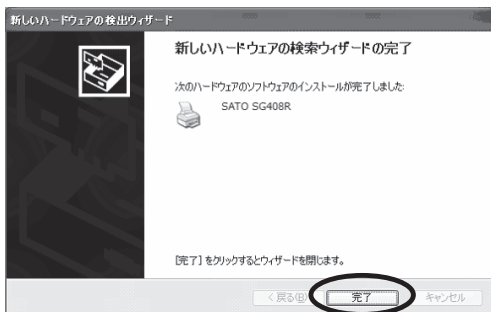 新しいハードウェアの検出ウィザード
新しいハードウェアの検索ウィザードの完了
次のハードウェアのソフトウェアのインストールが完了しました:
SATO SG408R
[完了] をクリックするとウィザードを閉じます。
< 戻る(B) 完了 キャンセル